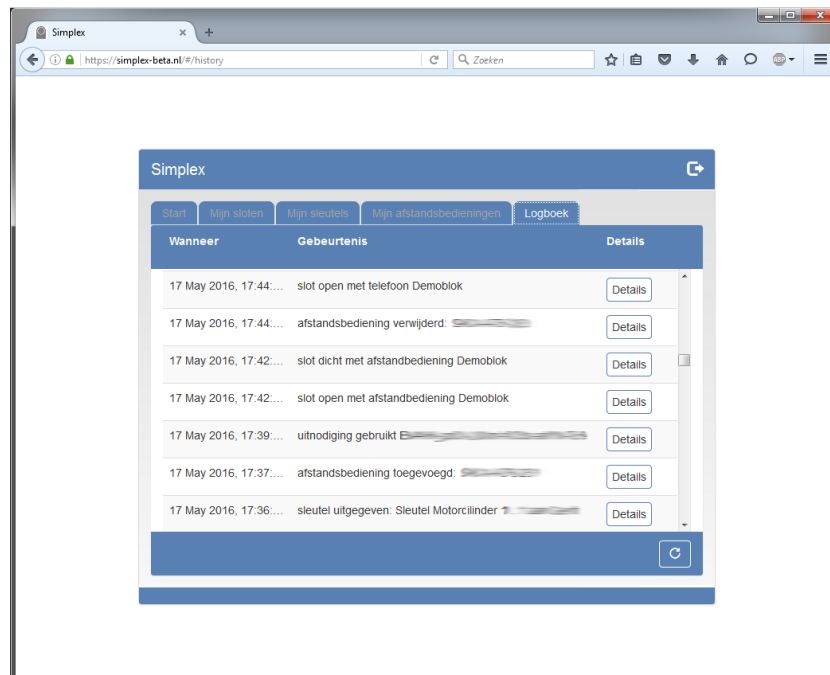 Simplex
https://simplex-beta.nl/#/history
Zoeken
ABP
Simplex
Start Mijn sloten Mijn sleutels Mijn afstandsbedieningen Logboek
Wanneer Gebeurtenis Details
17 May 2016, 17:44:... slot open met telefoon Demoblok Details
17 May 2016, 17:44:... afstandsbediening verwijderd: Details
17 May 2016, 17:42:... slot dicht met afstandbediening Demoblok Details
17 May 2016, 17:42:... slot open met afstandbediening Demoblok Details
17 May 2016, 17:39:... uitnodiging gebruikt Details
17 May 2016, 17:37:... afstandsbediening toegevoegd: Details
17 May 2016, 17:36:... sleutel uitgegeven: Sleutel Motorcilinder Details